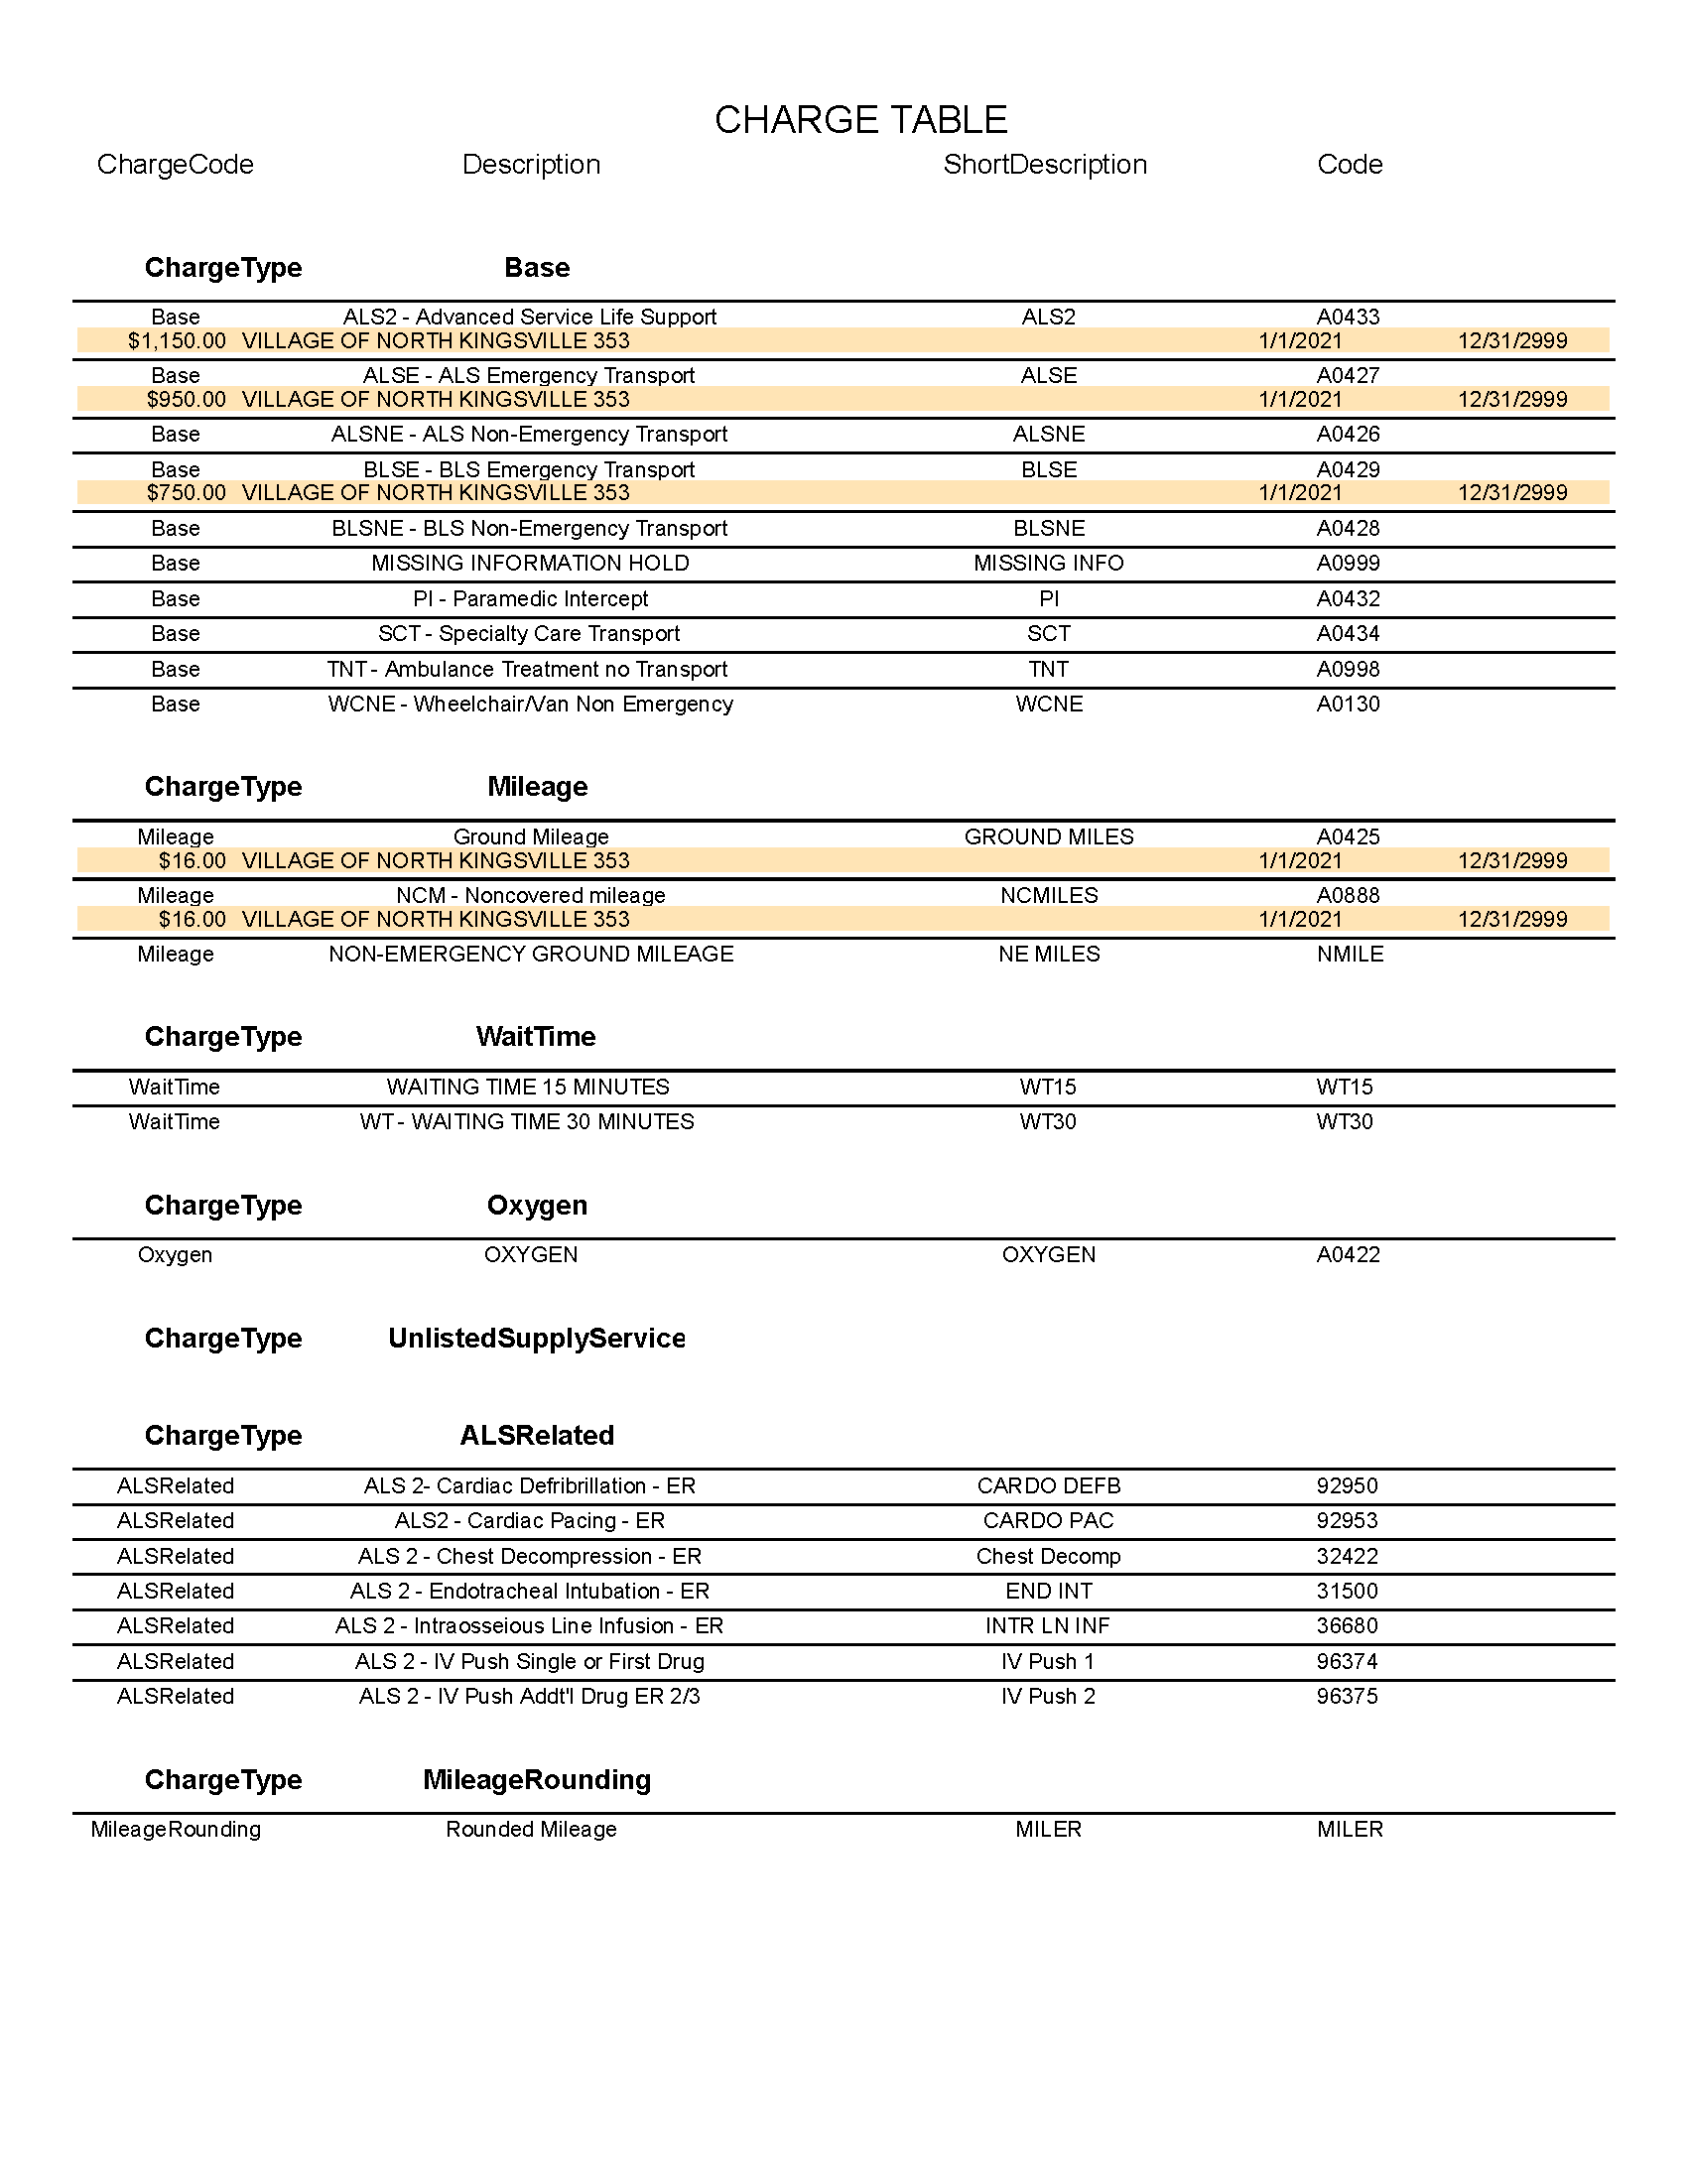 CHARGE TABLE
ChargeCode Description ShortDescription Code
ChargeType Base
Base ALS2 - Advanced Service Life Support ALS2 A0433
$1,150.00 VILLAGE OF NORTH KINGSVILLE 353 1/1/2021 12/31/2999
Base ALSE - ALS Emergency Transport ALSE A0427
$950.00 VILLAGE OF NORTH KINGSVILLE 353 1/1/2021 12/31/2999
Base ALSNE - ALS Non-Emergency Transport ALSNE A0426
Base BLSE - BLS Emergency Transport BLSE A0429
$750.00 VILLAGE OF NORTH KINGSVILLE 353 1/1/2021 12/31/2999
Base BLSNE - BLS Non-Emergency Transport BLSNE A0428
Base MISSING INFORMATION HOLD MISSING INFO A0999
Base PI - Paramedic Intercept PI A0432
Base SCT - Specialty Care Transport SCT A0434
Base TNT - Ambulance Treatment no Transport TNT A0998
Base WCNE - Wheelchair/Van Non Emergency WCNE A0130
ChargeType Mileage
Mileage Ground Mileage GROUND MILES A0425
$16.00 VILLAGE OF NORTH KINGSVILLE 353 1/1/2021 12/31/2999
Mileage NCM - Noncovered mileage NCMILES A0888
$16.00 VILLAGE OF NORTH KINGSVILLE 353 1/1/2021 12/31/2999
Mileage NON-EMERGENCY GROUND MILEAGE NE MILES NMILE
ChargeType WaitTime
WaitTime WAITING TIME 15 MINUTES WT15 WT15
WaitTime WT - WAITING TIME 30 MINUTES WT30 WT30
ChargeType Oxygen
Oxygen OXYGEN OXYGEN A0422
ChargeType UnlistedSupplyService
ChargeType ALSRelated
ALSRelated ALS 2- Cardiac Defribrillation - ER CARDO DEFB 92950
ALSRelated ALS2 - Cardiac Pacing - ER CARDO PAC 92953
ALSRelated ALS 2 - Chest Decompression - ER Chest Decomp 32422
ALSRelated ALS 2 - Endotracheal Intubation - ER END INT 31500
ALSRelated ALS 2 - Intraosseious Line Infusion - ER INTR LN INF 36680
ALSRelated ALS 2 - IV Push Single or First Drug IV Push 1 96374
ALSRelated ALS 2 - IV Push Addt'l Drug ER 2/3 IV Push 2 96375
ChargeType MileageRounding
MileageRounding Rounded Mileage MILER MILER